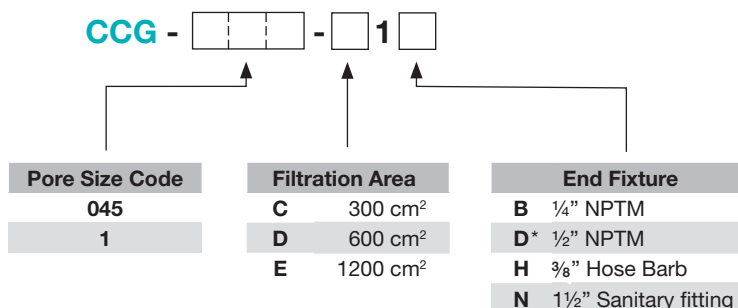 CCG - - 1
Pore Size Code
045
1
Filtration Area
C 300 cm²
D 600 cm²
E 1200 cm²
End Fixture
B ¼” NPTM
D* ½” NPTM
H ⅜” Hose Barb
N 1½” Sanitary fitting